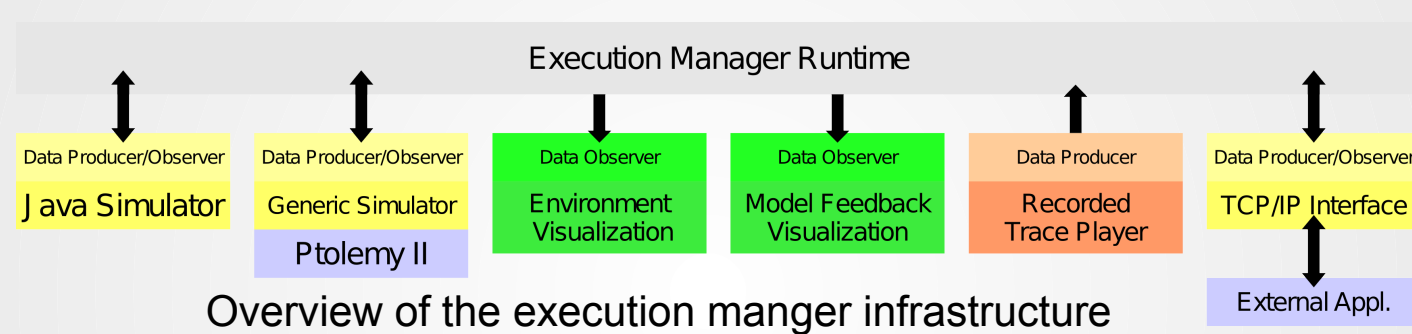 Execution Manager Runtime
Data Producer/Observer
Java Simulator
Data Producer/Observer
Generic Simulator
Ptolemy II
Data Observer
Environment
Visualization
Data Observer
Model Feedback
Visualization
Data Producer
Recorded
Trace Player
Data Producer/Observer
TCP/IP Interface
External Appl.
Overview of the execution manger infrastructure